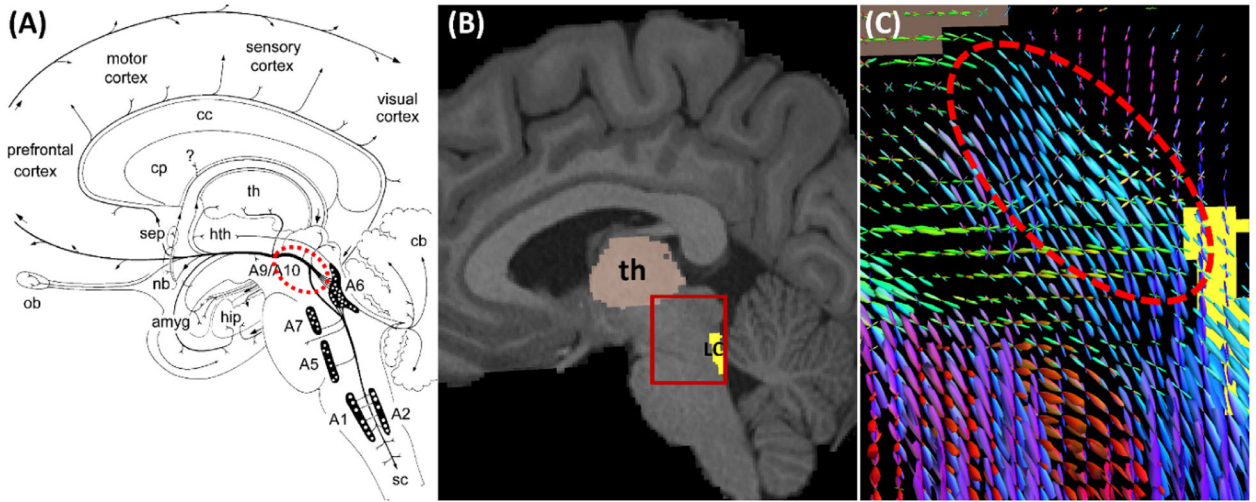 (A)
motor
cortex
sensory
cortex
visual
cortex
prefrontal
cortex
cc
cp
?
th
sep
hth
A9/A10
A6
cb
ob
nb
amyg
hip
A7
A5
A1
A2
sc
(B)
th
LC
(C)